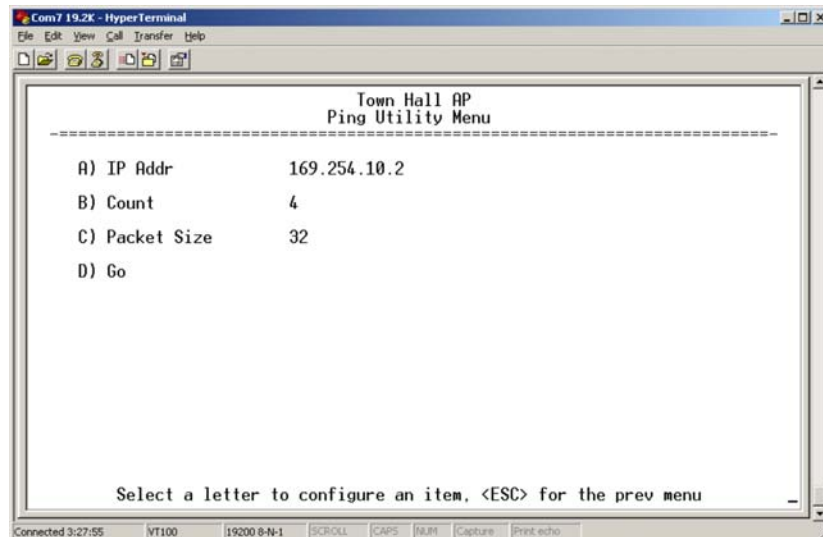 Com7 19.2K - HyperTerminal
File Edit View Call Transfer Help
Town Hall AP
Ping Utility Menu
-==========================================================================-
A) IP Addr 169.254.10.2
B) Count 4
C) Packet Size 32
D) Go
Select a letter to configure an item, <ESC> for the prev menu _
Connected 3:27:55 VT100 19200 8-N-1 SCROLL CAPS NUM Capture Print echo